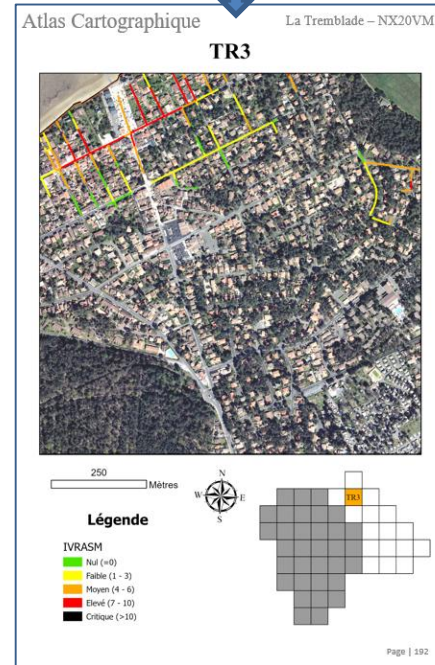 Atlas Cartographique
La Tremblade – NX20VM
TR3
250
Mètres
N
W
E
S
TR3
Légende
IVRASM
Nul (=0)
Faible (1 - 3)
Moyen (4 - 6)
Elevé (7 - 10)
Critique (>10)
Page | 192